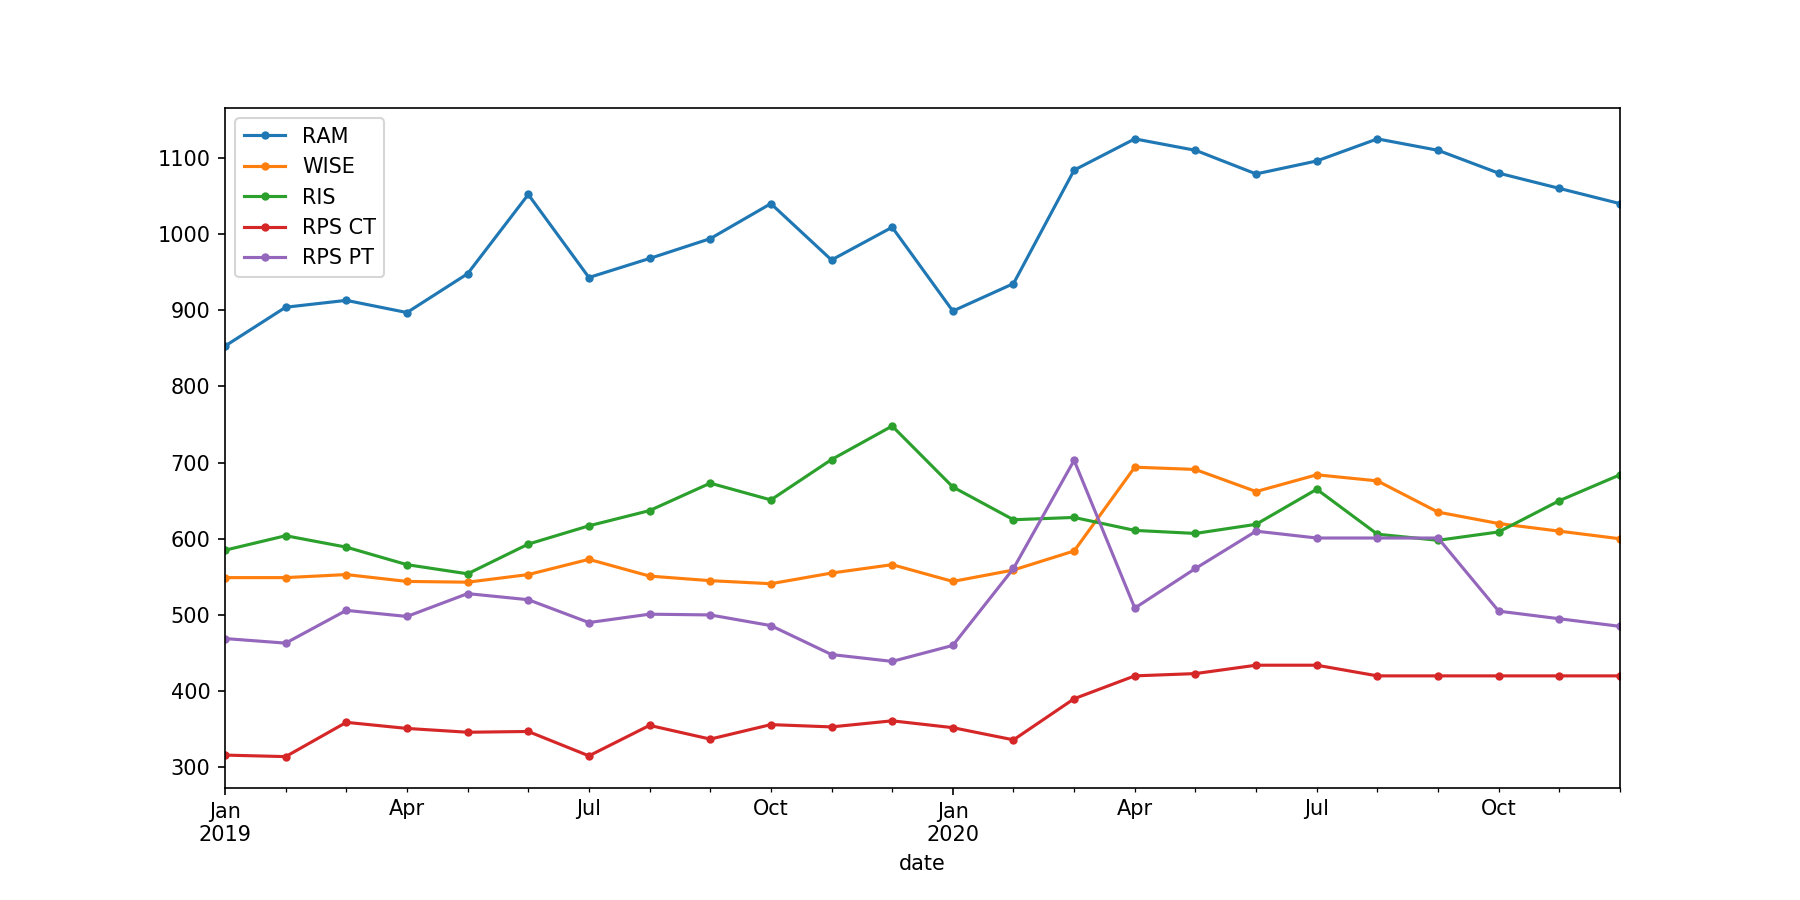 RAM
WISE
RIS
RPS CT
RPS PT
1100
1000
900
800
700
600
500
400
300
Jan Apr Jul Oct Jan Apr Jul Oct
2019 2020
date